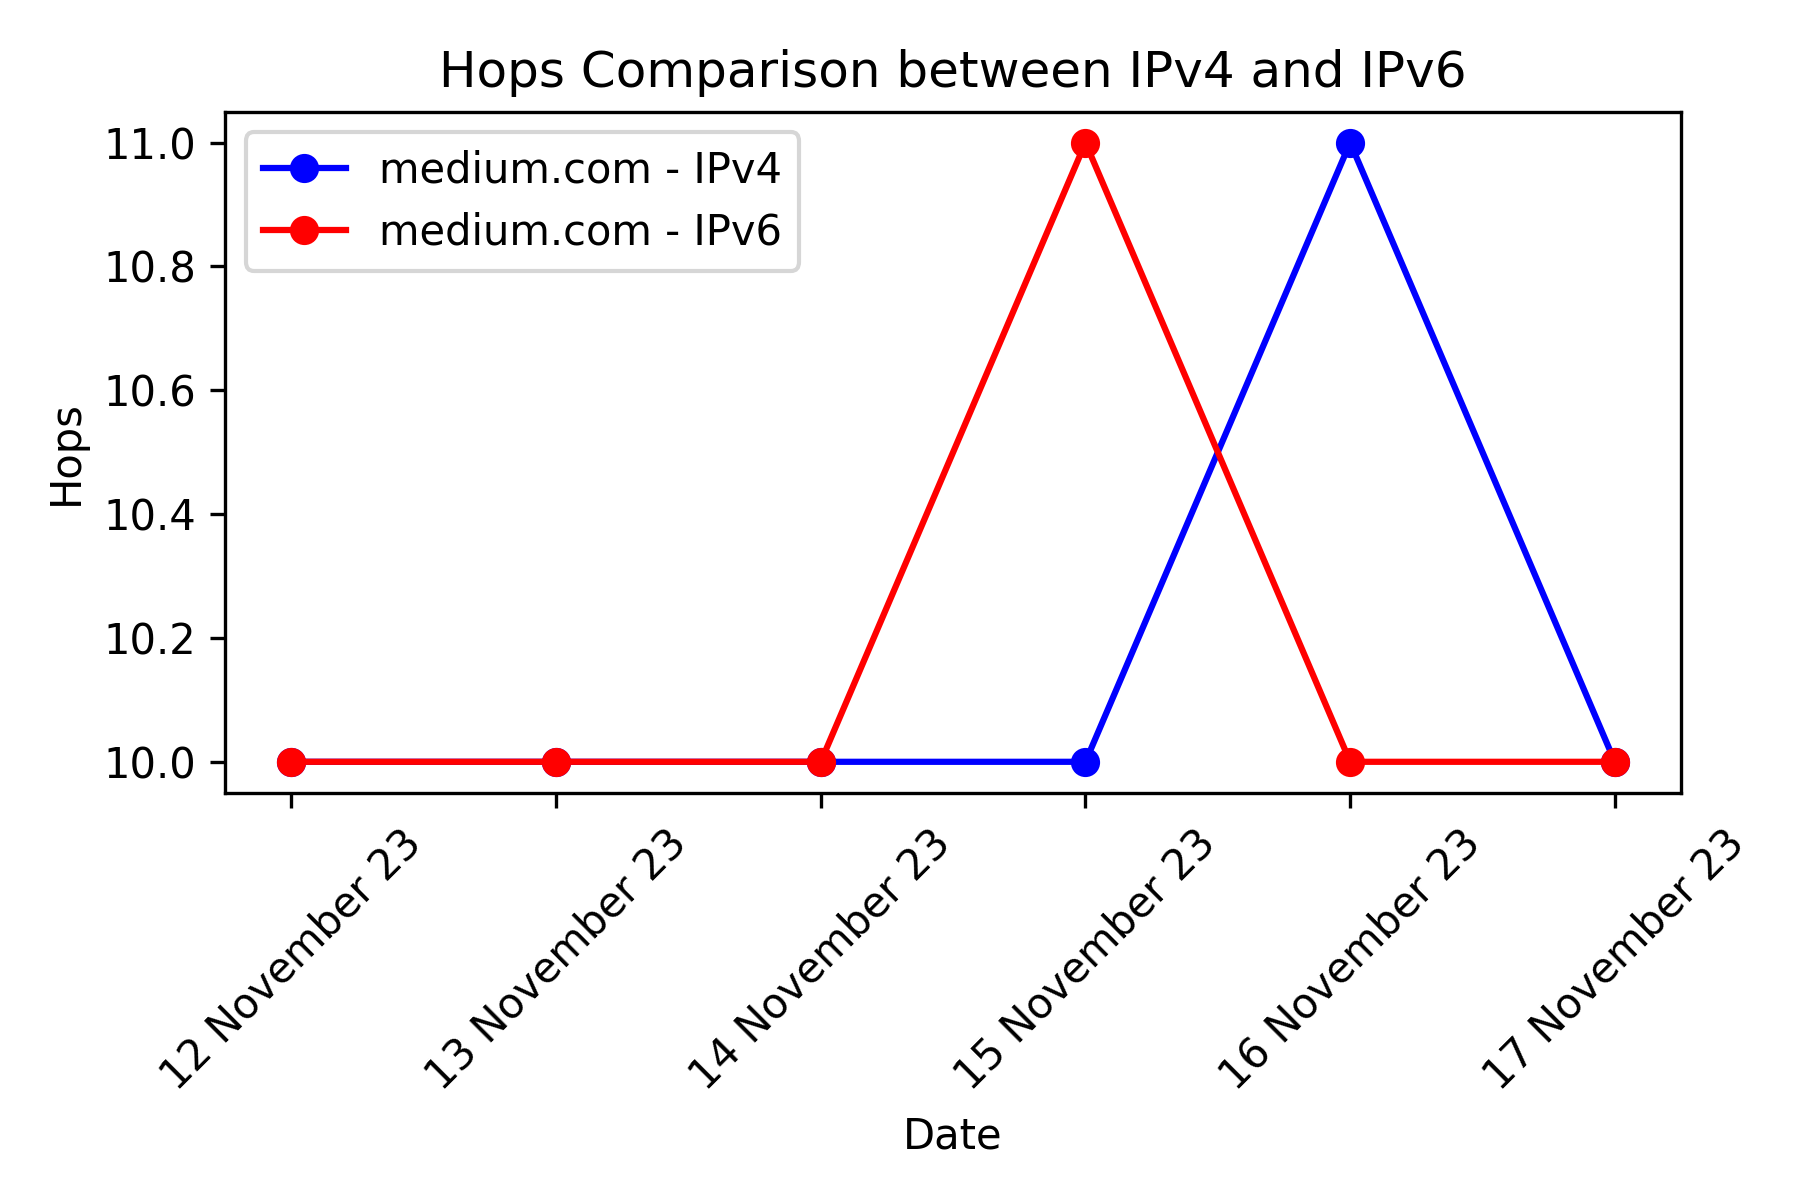 Hops Comparison between IPv4 and IPv6
medium.com - IPv4
medium.com - IPv6
11.0
10.8
10.6
10.4
10.2
10.0
Hops
12 November 23
13 November 23
14 November 23
15 November 23
16 November 23
17 November 23
Date